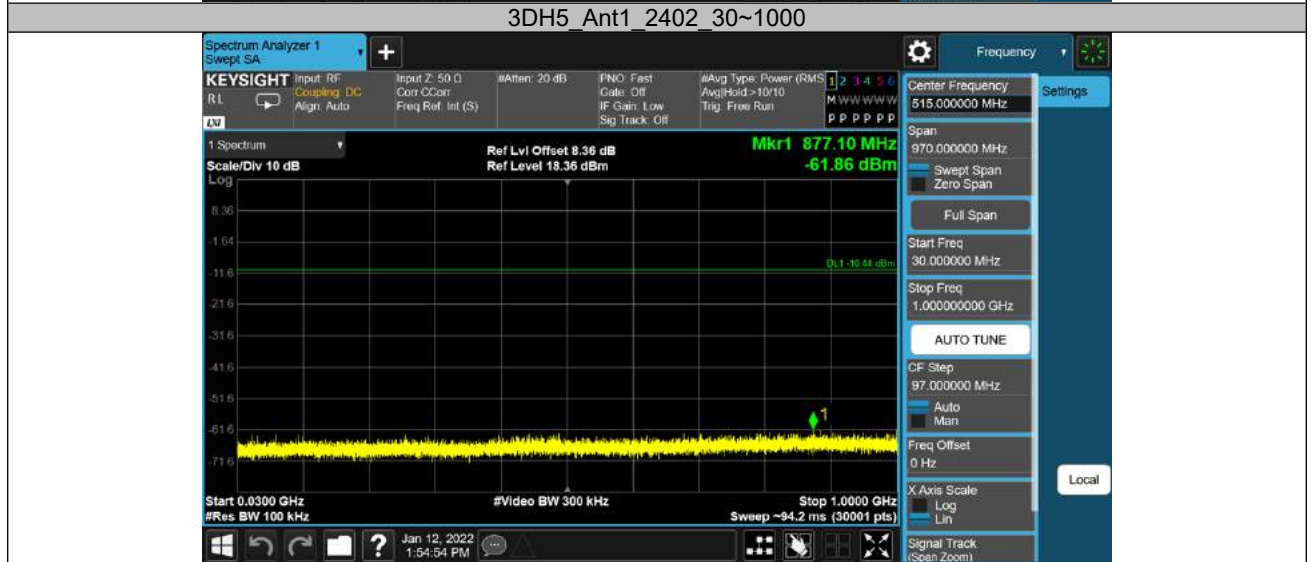 3DH5_Ant1_2402_30~1000
Spectrum Analyzer 1
Swept SA
+
Frequency
KEYSIGHT
RL
LXI
Input: RF
Coupling: DC
Align: Auto
Input Z: 50 Ω
Corr CCorr
Freq Ref: Int (S)
#Atten: 20 dB
PNO: Fast
Gate: Off
IF Gain: Low
Sig Track: Off
#Avg Type: Power (RMS
Avg|Hold:>10/10
Trig: Free Run
1 2 3 4 5 6
M W W W W W
P P P P P P
1 Spectrum
Scale/Div 10 dB
Log
Ref Lvl Offset 8.36 dB
Ref Level 18.36 dBm
Mkr1 877.10 MHz
-61.86 dBm
8.36
-1.64
-11.6
-21.6
-31.6
-41.6
-51.6
-61.6
-71.6
1
Start 0.0300 GHz
#Res BW 100 kHz
#Video BW 300 kHz
Stop 1.0000 GHz
Sweep ~94.2 ms (30001 pts)
Jan 12, 2022
1:54:54 PM
Center Frequency
515.000000 MHz
Span
970.000000 MHz
Swept Span
Zero Span
Full Span
Start Freq
30.000000 MHz
Stop Freq
1.000000000 GHz
AUTO TUNE
CF Step
97.000000 MHz
Auto
Man
Freq Offset
0 Hz
X Axis Scale
Log
Lin
Signal Track
(Span Zoom)
Settings
Local